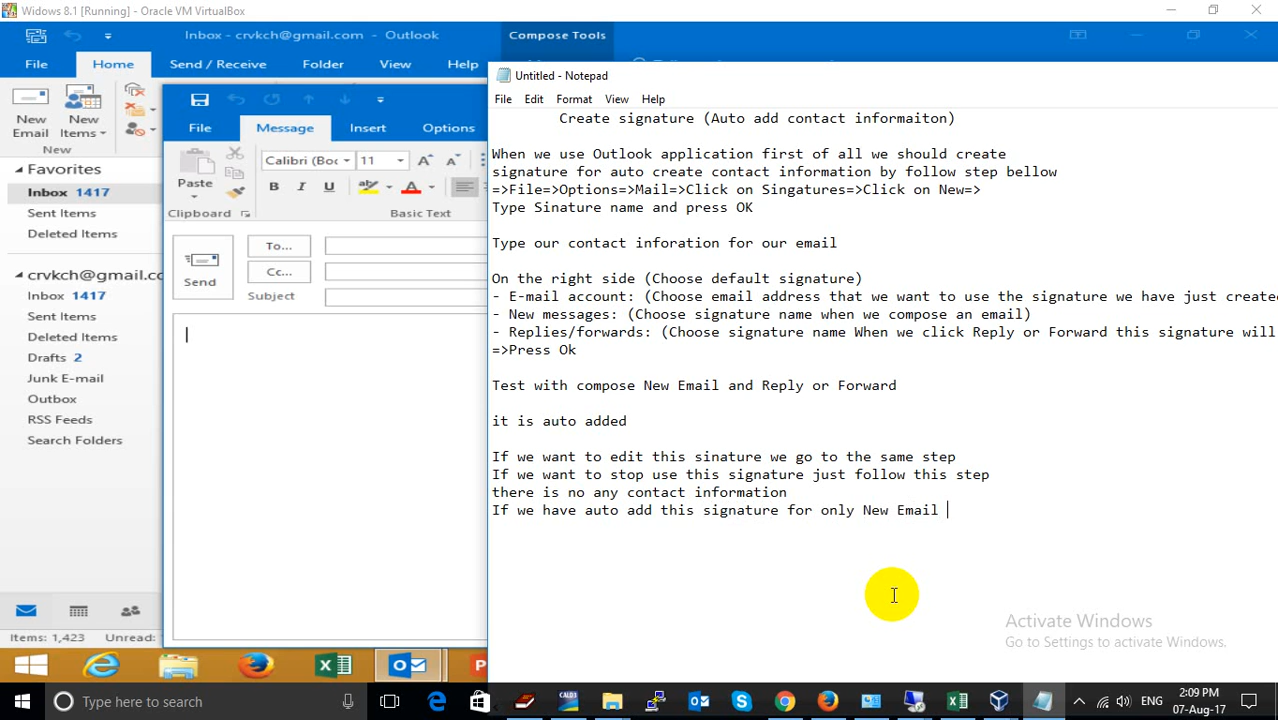 Widows 8.1 [Running] - Oracle VM VirtualBox
Inbox - crvkch@gmail.com - Outlook
Compose Tools
File Home Send / Receive Folder View Help
Untitled - Notepad
File Edit Format View Help
File Message Insert Options
New Email
New Items
New
Paste
Clipboard
Calibri (Boc
11
B I U
A
Basic Text
Send
To...
Cc...
Subject
Favorites
Inbox 1417
Sent Items
Deleted Items
crvkch@gmail.co
Inbox 1417
Sent Items
Deleted Items
Drafts 2
Junk E-mail
Outbox
RSS Feeds
Search Folders
Items: 1,423 Unread:
Create signature (Auto add contact informaiton)
When we use Outlook application first of all we should create
signature for auto create contact information by follow step bellow
=>File=>Options=>Mail=>Click on Singatures=>Click on New=>
Type Sinature name and press OK
Type our contact inforation for our email
On the right side (Choose default signature)
- E-mail account: (Choose email address that we want to use the signature we have just create
- New messages: (Choose signature name when we compose an email)
- Replies/forwards: (Choose signature name When we click Reply or Forward this signature will
=>Press Ok
Test with compose New Email and Reply or Forward
it is auto added
If we want to edit this sinature we go to the same step
If we want to stop use this signature just follow this step
there is no any contact information
If we have auto add this signature for only New Email
Activate Windows
Go to Settings to activate Windows.
Type here to search
ENG
2:09 PM
07-Aug-17